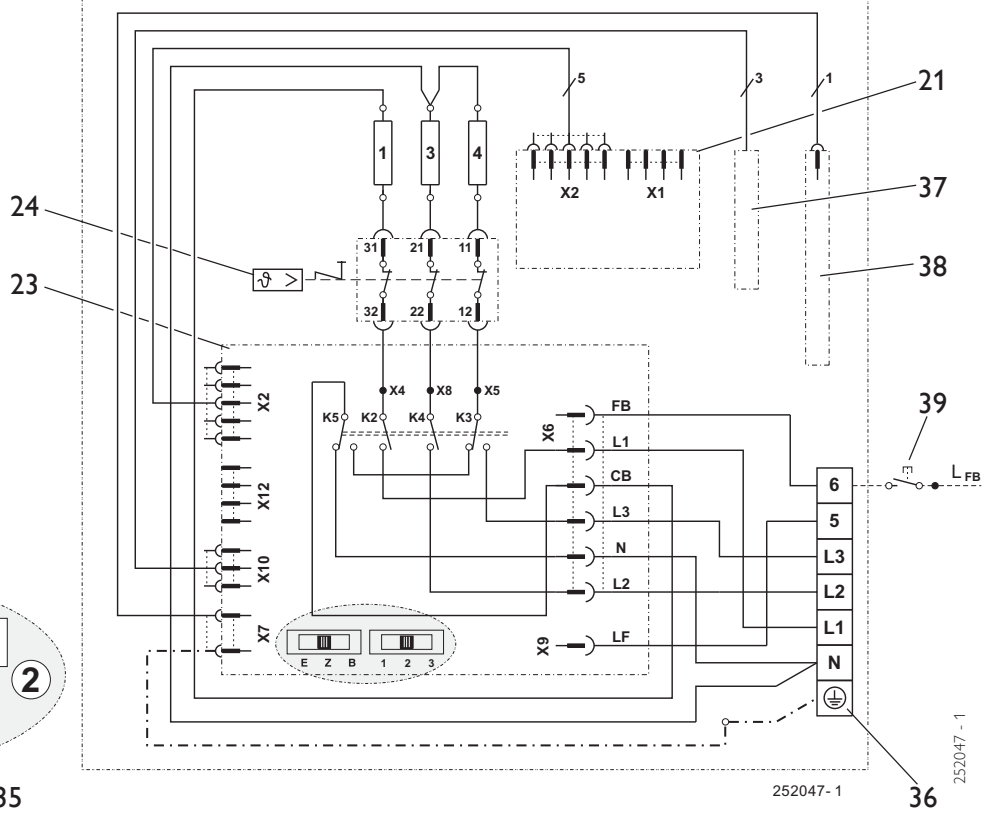 5
3
1
21
1
3
4
X2
X1
37
24
31
21
11
ϑ >
38
23
32
22
12
X4
X8
X5
39
X2
K5
K2
K4
K3
X6
FB
L1
CB
L3
N
L2
6
L FB
5
L3
L2
L1
N
X12
X10
X7
X9
LF
E Z B
1 2 3
2
252047 - 1
252047- 1
35
36